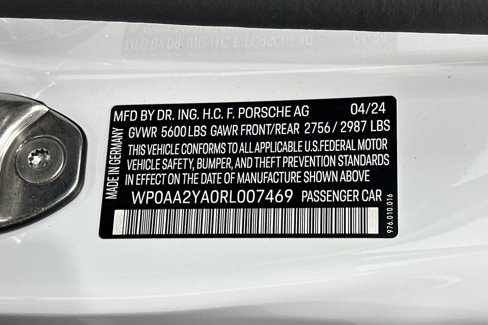 MFD BY DR. ING. H.C. F. PORSCHE AG 04/24
GVWR 5600 LBS GAWR FRONT/REAR 2756/2987 LBS
THIS VEHICLE CONFORMS TO ALL APPLICABLE U.S.FEDERAL MOTOR
VEHICLE SAFETY, BUMPER, AND THEFT PREVENTION STANDARDS
IN EFFECT ON THE DATE OF MANUFACTURE SHOWN ABOVE.
WP0AA2YA0RL007469 PASSENGER CAR
MADE IN GERMANY
976.010.016